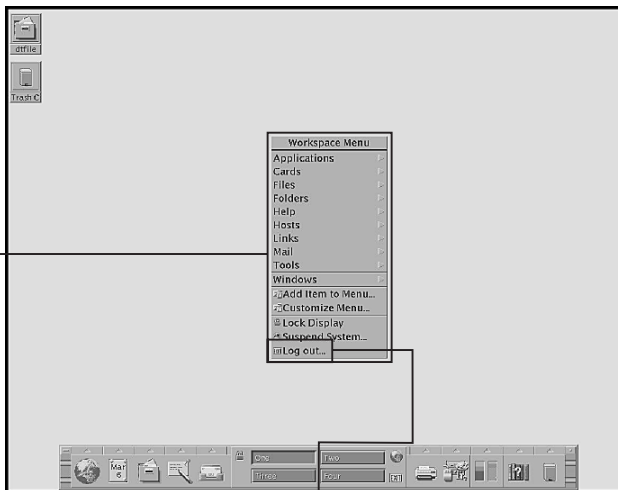 dtfile
Trash C
Workspace Menu
Applications
Cards
Files
Folders
Help
Hosts
Links
Mail
Tools
Windows
Add Item to Menu...
Customize Menu...
Lock Display
Suspend System...
Log out...
One
Two
Three
Four
Mar
6
EXIT